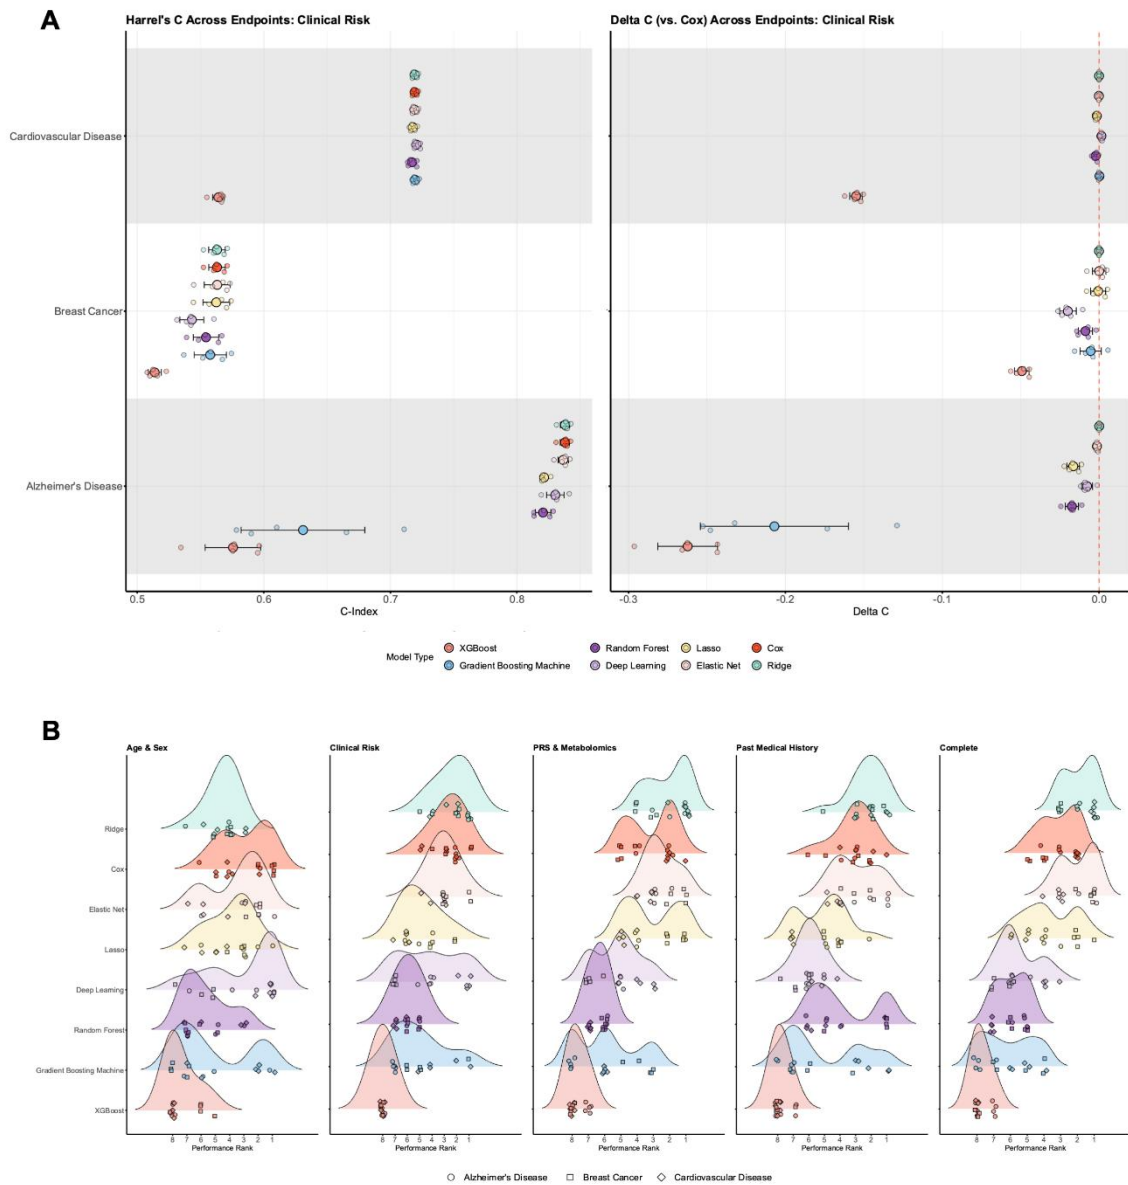 A
Harrel's C Across Endpoints: Clinical Risk
Delta C (vs. Cox) Across Endpoints: Clinical Risk
Cardiovascular Disease
Breast Cancer
Alzheimer's Disease
0.5 0.6 0.7 0.8
C-Index
-0.3 -0.2 -0.1 0.0
Delta C
Model Type
XGBoost Random Forest Lasso Cox
Gradient Boosting Machine Deep Learning Elastic Net Ridge
B
Age & Sex
Clinical Risk
PRS & Metabolomics
Past Medical History
Complete
Ridge
Cox
Elastic Net
Lasso
Deep Learning
Random Forest
Gradient Boosting Machine
XGBoost
8 7 6 5 4 3 2 1
Performance Rank
8 7 6 5 4 3 2 1
Performance Rank
8 7 6 5 4 3 2 1
Performance Rank
8 7 6 5 4 3 2 1
Performance Rank
8 7 6 5 4 3 2 1
Performance Rank
Alzheimer's Disease Breast Cancer Cardiovascular Disease